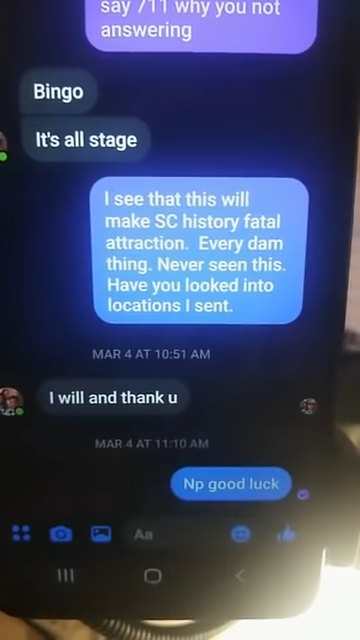 say 711 why you not
answering
Bingo
It's all stage
I see that this will
make SC history fatal
attraction. Every dam
thing. Never seen this.
Have you looked into
locations I sent.
MAR 4 AT 10:51 AM
I will and thank u
MAR 4 AT 11:10 AM
Np good luck
Aa